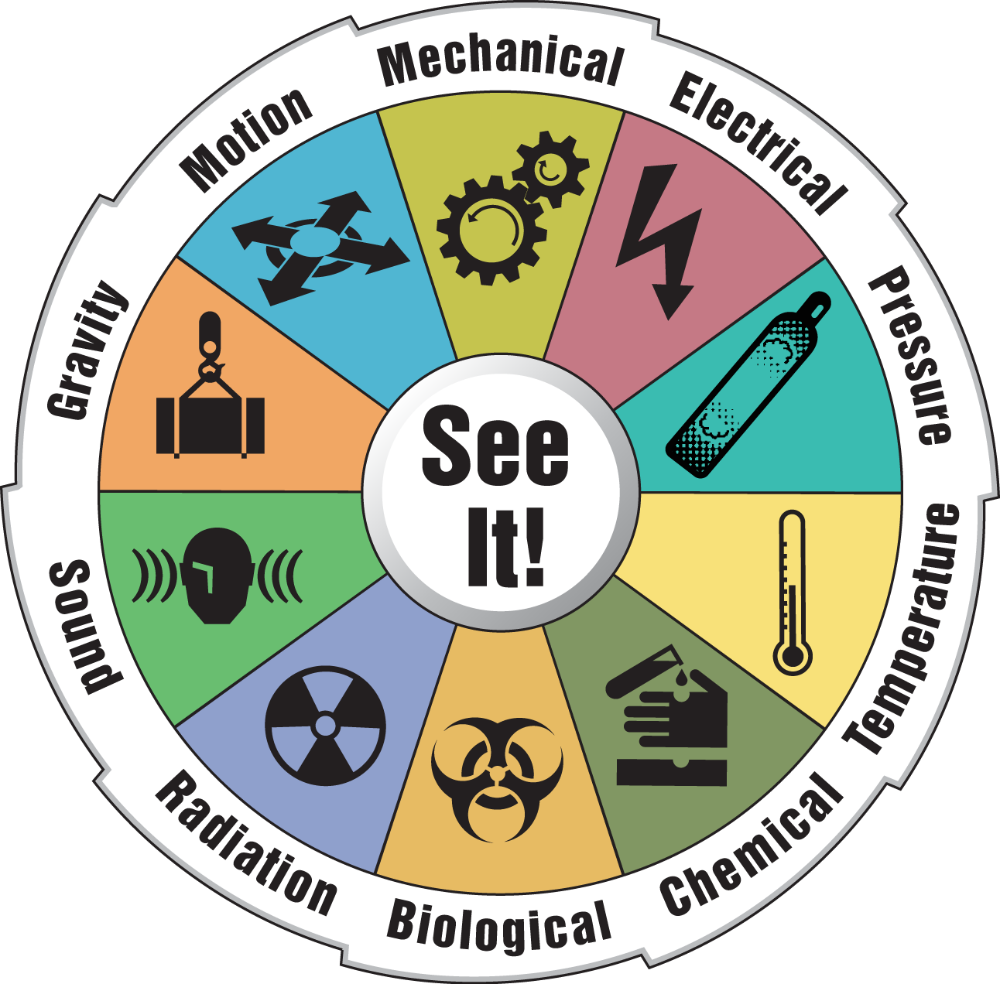 Mechanical
Electrical
Pressure
Temperature
Chemical
Biological
Radiation
Sound
Gravity
Motion
See
It!